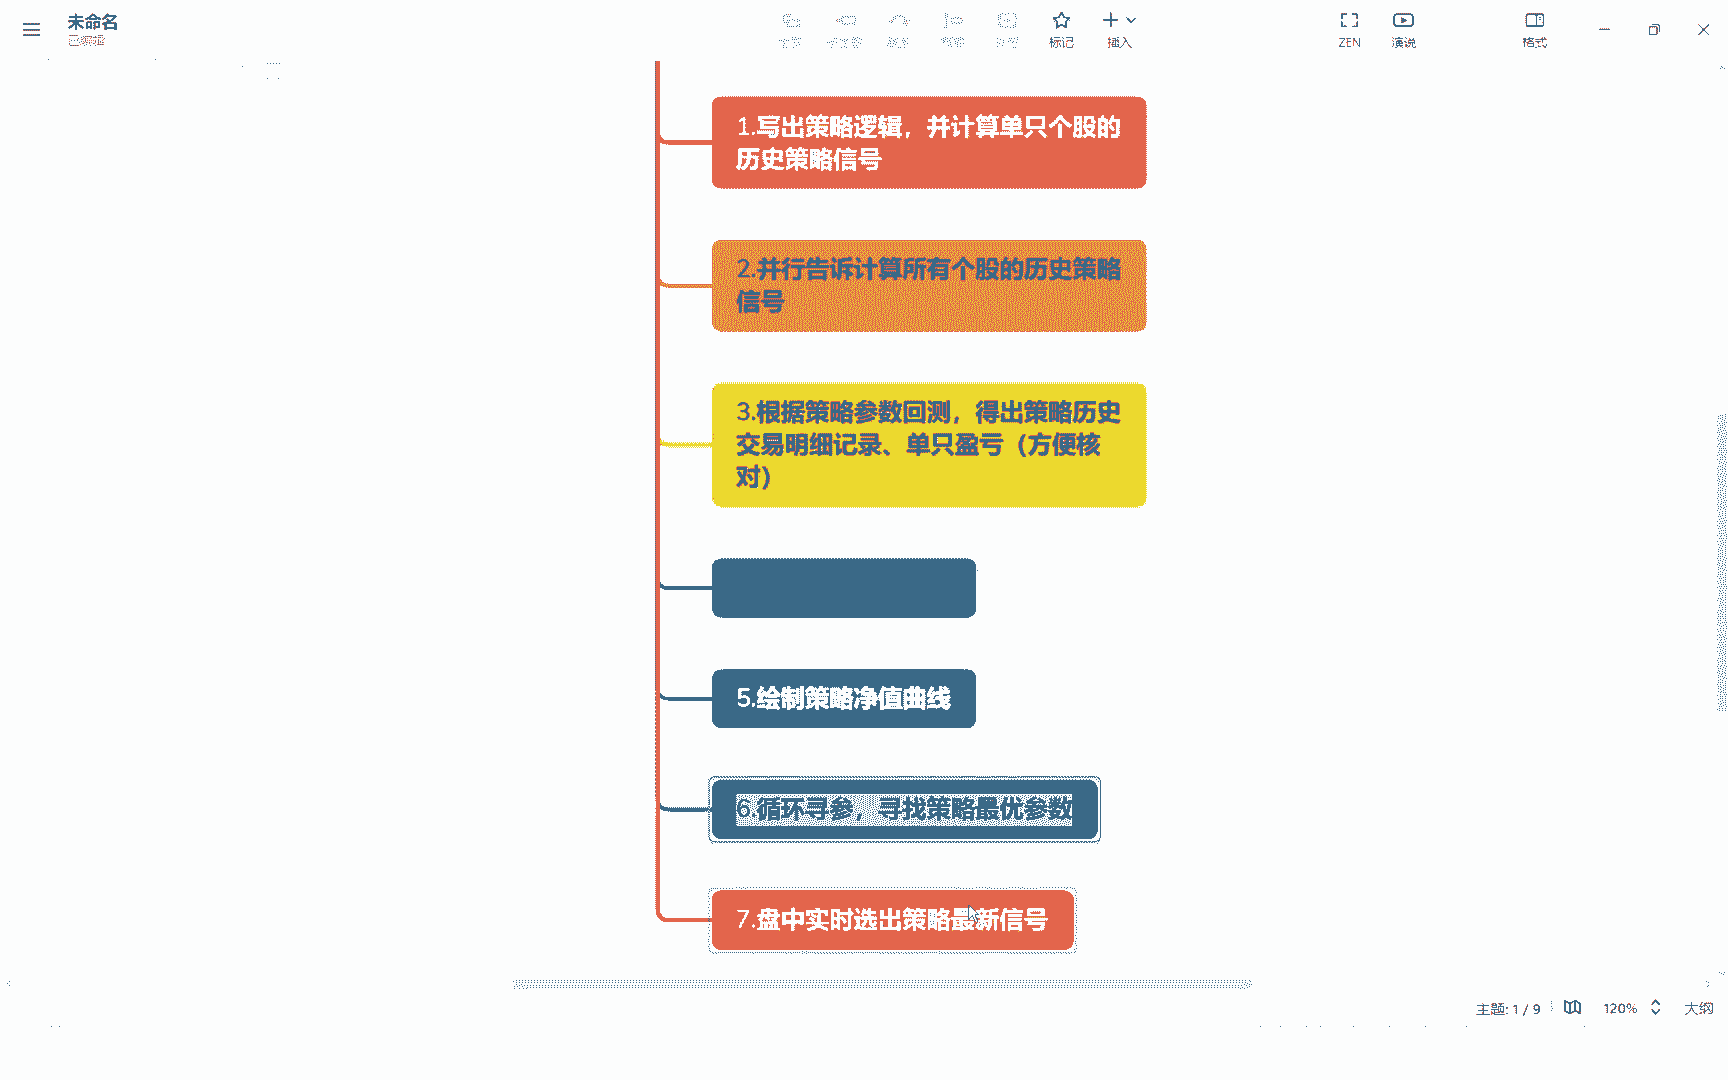 未命名
已编辑
标记
插入
ZEN
演说
格式
1.写出策略逻辑，并计算单只个股的
历史策略信号
2.并行告诉计算所有个股的历史策略
信号
3.根据策略参数回测，得出策略历史
交易明细记录、单只盈亏（方便核
对）
5.绘制策略净值曲线
6.循环寻参，寻找策略最优参数
7.盘中实时选出策略最新信号
主题: 1 / 9
120%
大纲